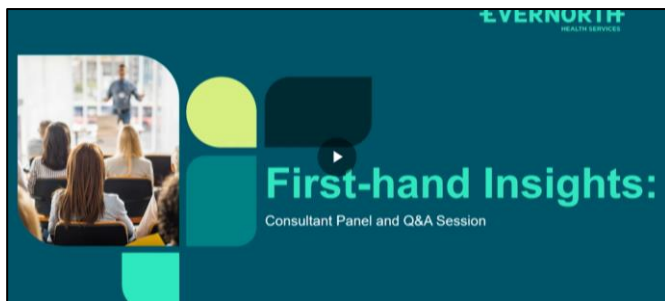 EVERNORTH
HEALTH SERVICES
First-hand Insights:
Consultant Panel and Q&A Session